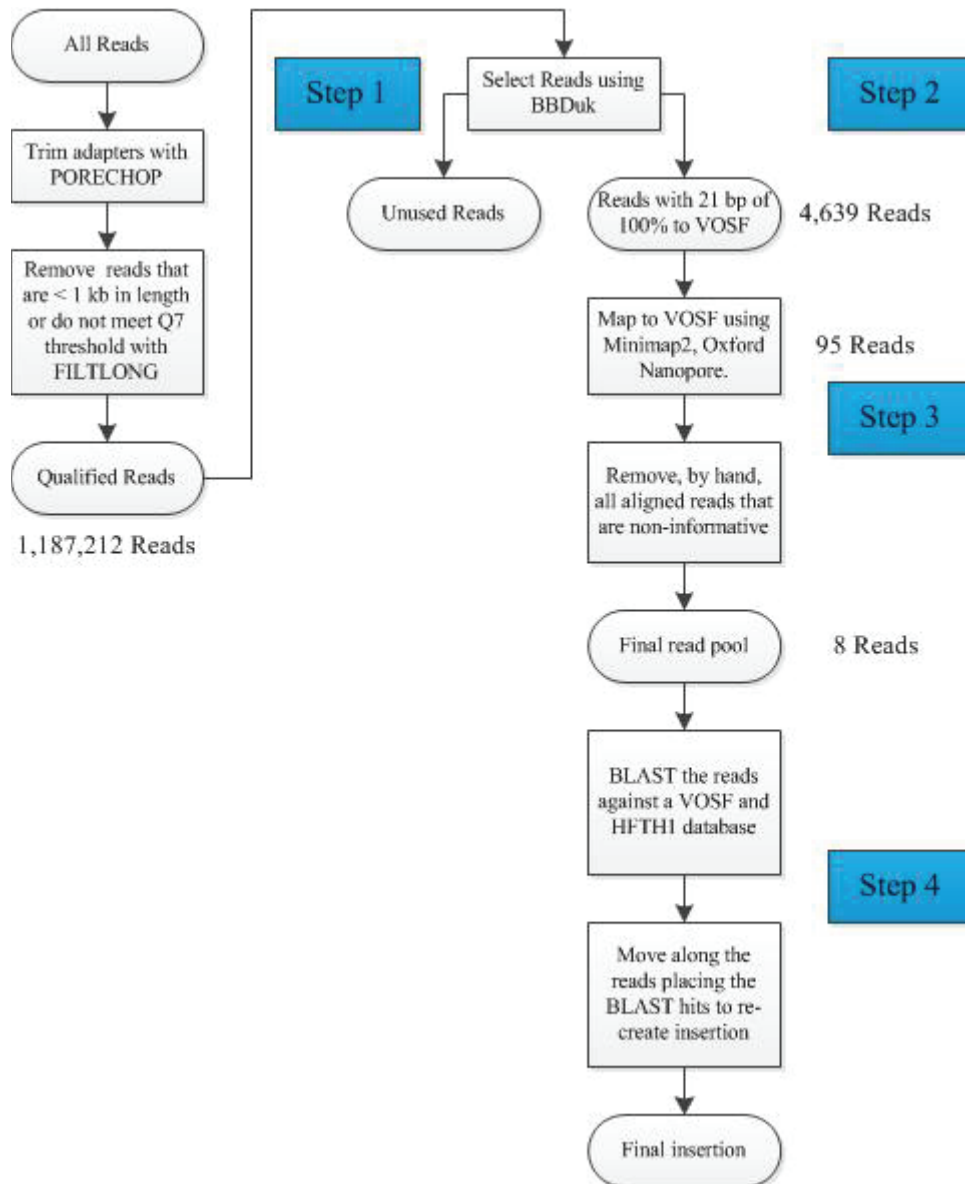 All Reads
Trim adapters with
PORECHOP
Remove reads that
are < 1 kb in length
or do not meet Q7
threshold with
FILTLONG
Qualified Reads
1,187,212 Reads
Step 1
Select Reads using
BBDuk
Unused Reads
Step 2
Reads with 21 bp of
100% to VOSF
4,639 Reads
Map to VOSF using
Minimap2, Oxford
Nanopore.
95 Reads
Step 3
Remove, by hand,
all aligned reads that
are non-informative
Final read pool
8 Reads
BLAST the reads
against a VOSF and
HFTH1 database
Step 4
Move along the
reads placing the
BLAST hits to re-
create insertion
Final insertion